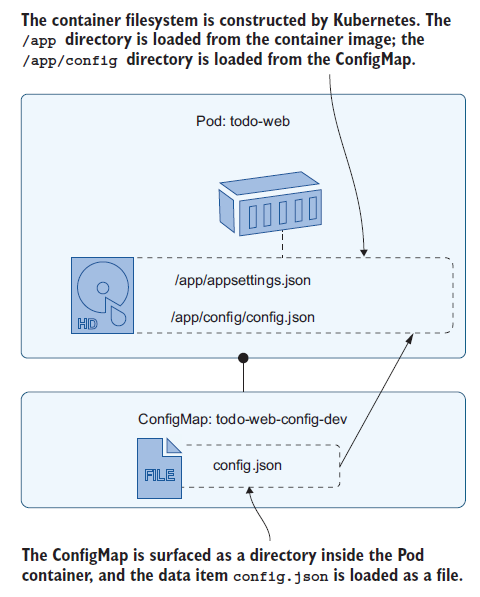 The container filesystem is constructed by Kubernetes. The
/app directory is loaded from the container image; the
/app/config directory is loaded from the ConfigMap.
Pod: todo-web
/app/appsettings.json
/app/config/config.json
HD
ConfigMap: todo-web-config-dev
config.json
FILE
The ConfigMap is surfaced as a directory inside the Pod
container, and the data item config.json is loaded as a file.